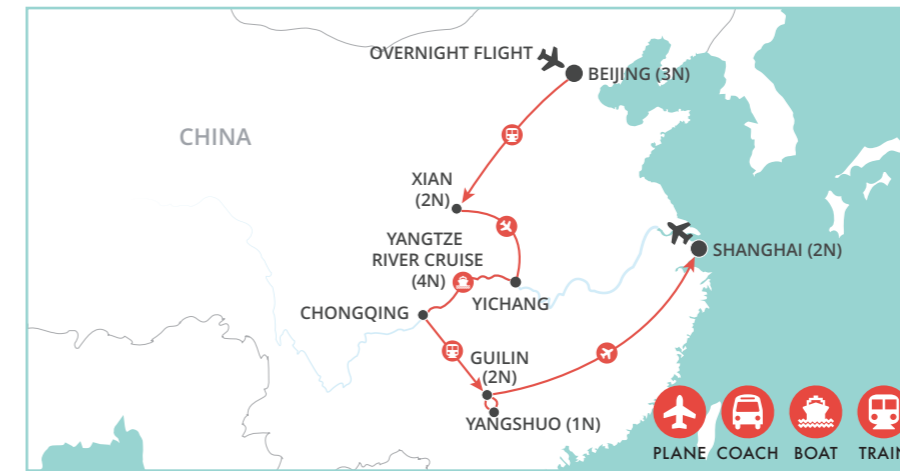 OVERNIGHT FLIGHT
BEIJING (3N)
CHINA
XIAN
(2N)
YANGTZE
RIVER CRUISE
(4N)
SHANGHAI (2N)
YICHANG
CHONGQING
GUILIN
(2N)
YANGSHUO (1N)
PLANE COACH BOAT TRAIN